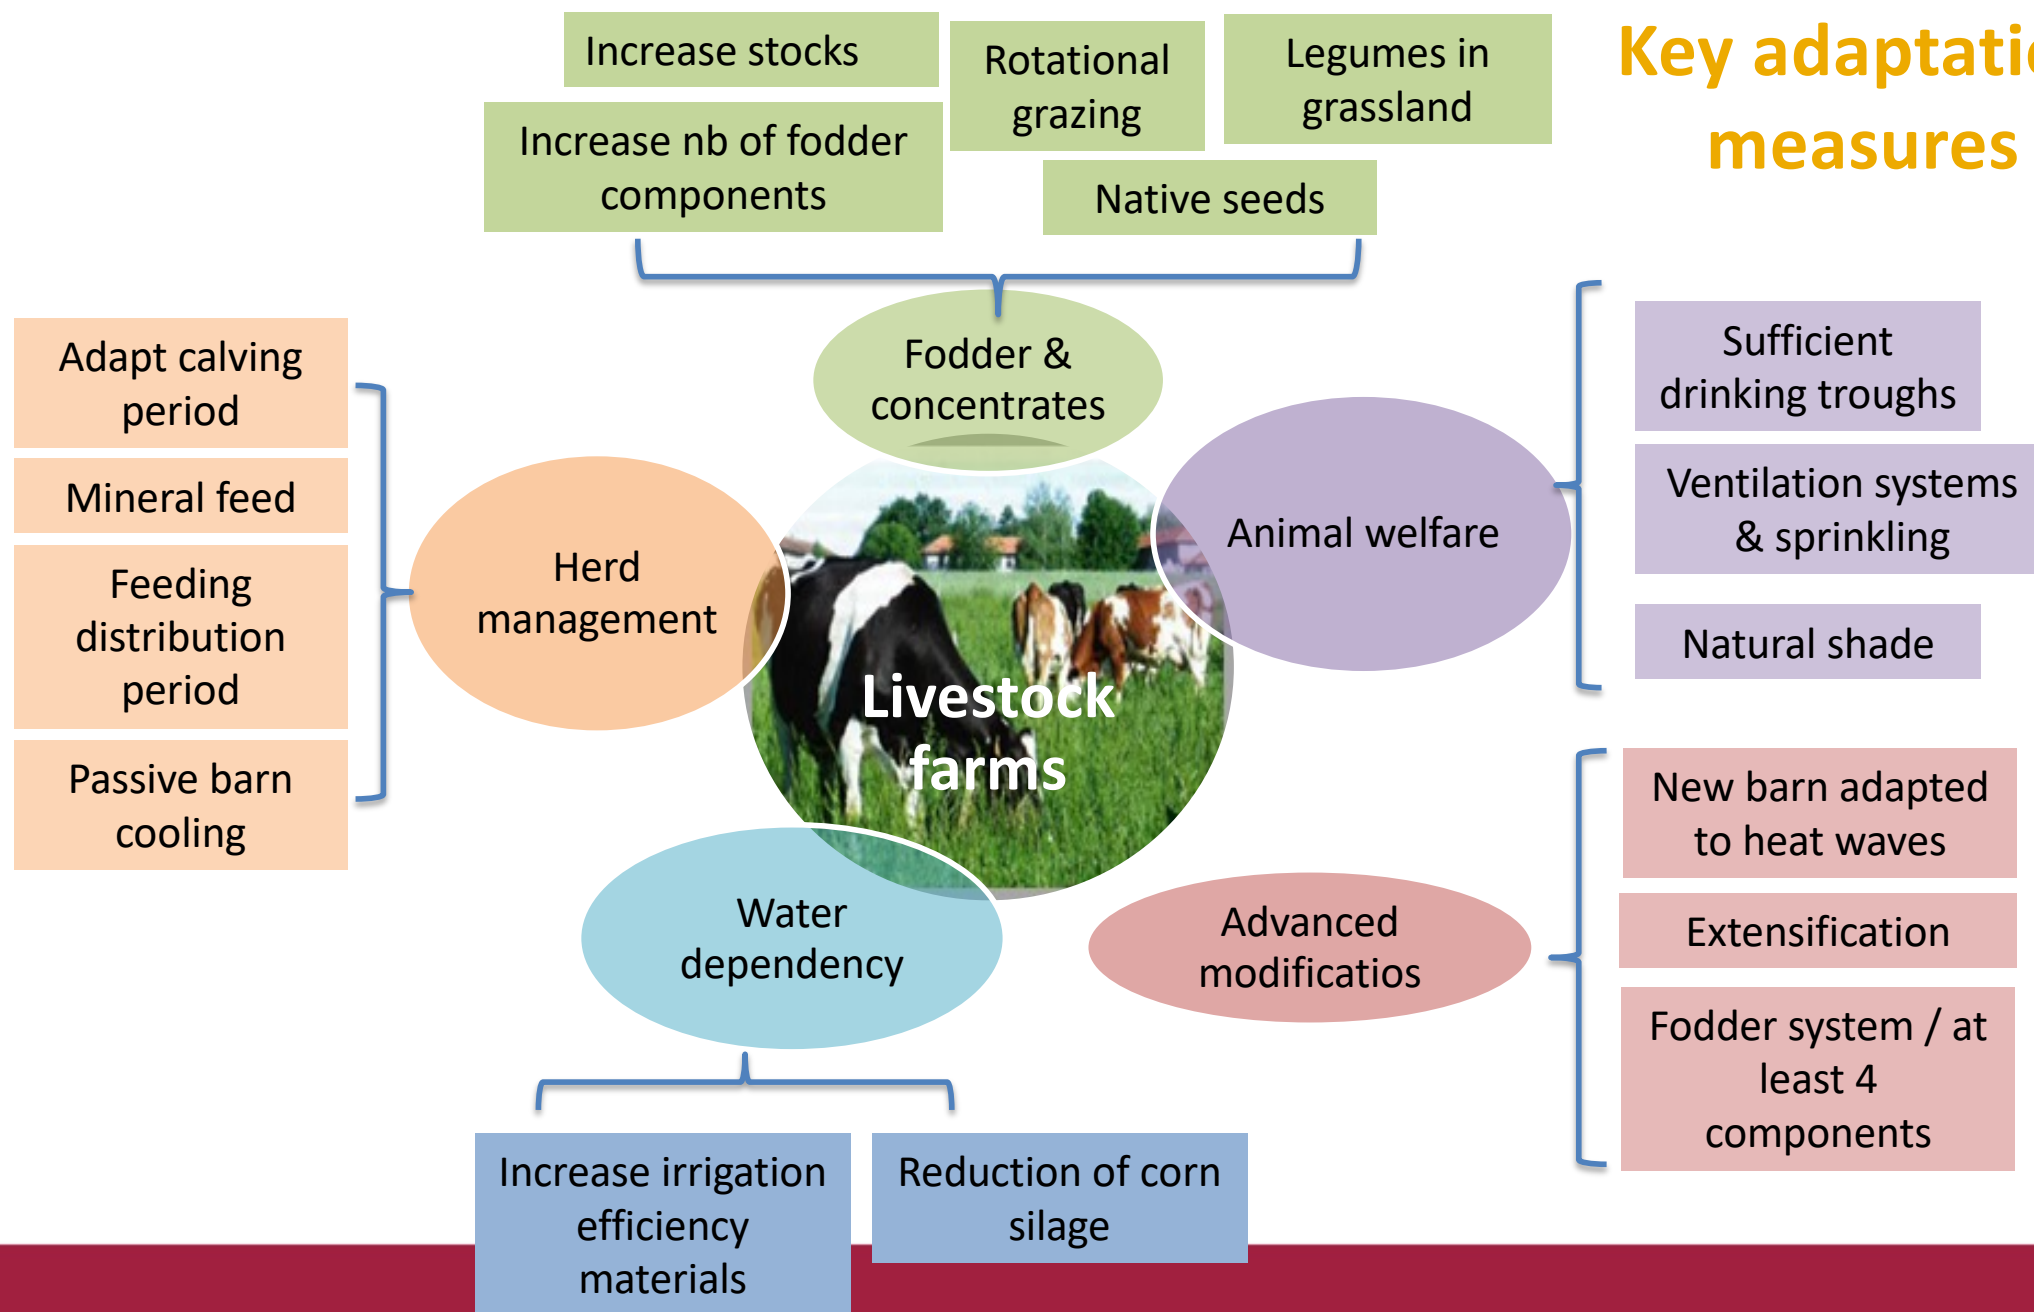 Key adaptatio
measures
Increase stocks
Rotational
grazing
Legumes in
grassland
Increase nb of fodder
components
Native seeds
Fodder &
concentrates
Adapt calving
period
Mineral feed
Feeding
distribution
period
Passive barn
cooling
Herd
management
Animal welfare
Sufficient
drinking troughs
Ventilation systems
& sprinkling
Natural shade
Livestock
farms
Water
dependency
Advanced
modificatios
New barn adapted
to heat waves
Extensification
Fodder system / at
least 4
components
Increase irrigation
efficiency
materials
Reduction of corn
silage